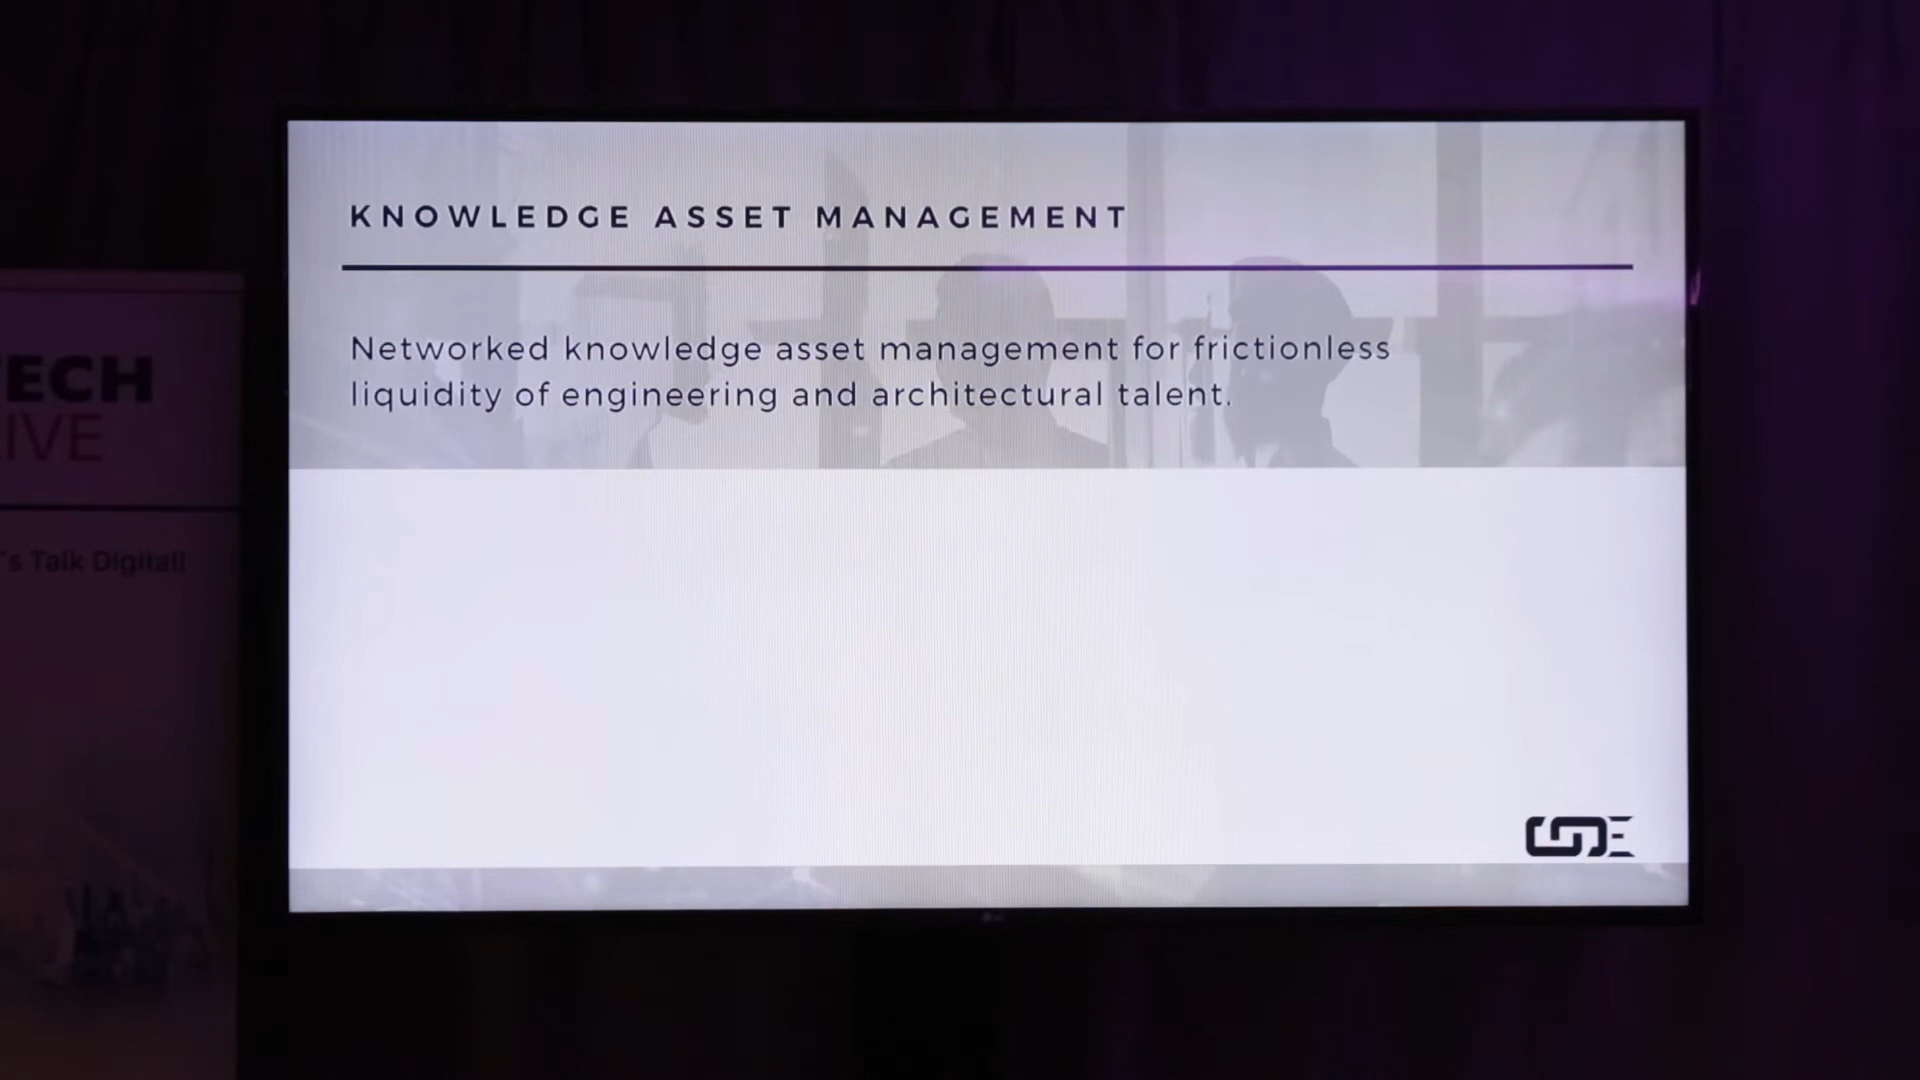 KNOWLEDGE ASSET MANAGEMENT
Networked knowledge asset management for frictionless
liquidity of engineering and architectural talent.
ECH
IVE
's Talk Digital!